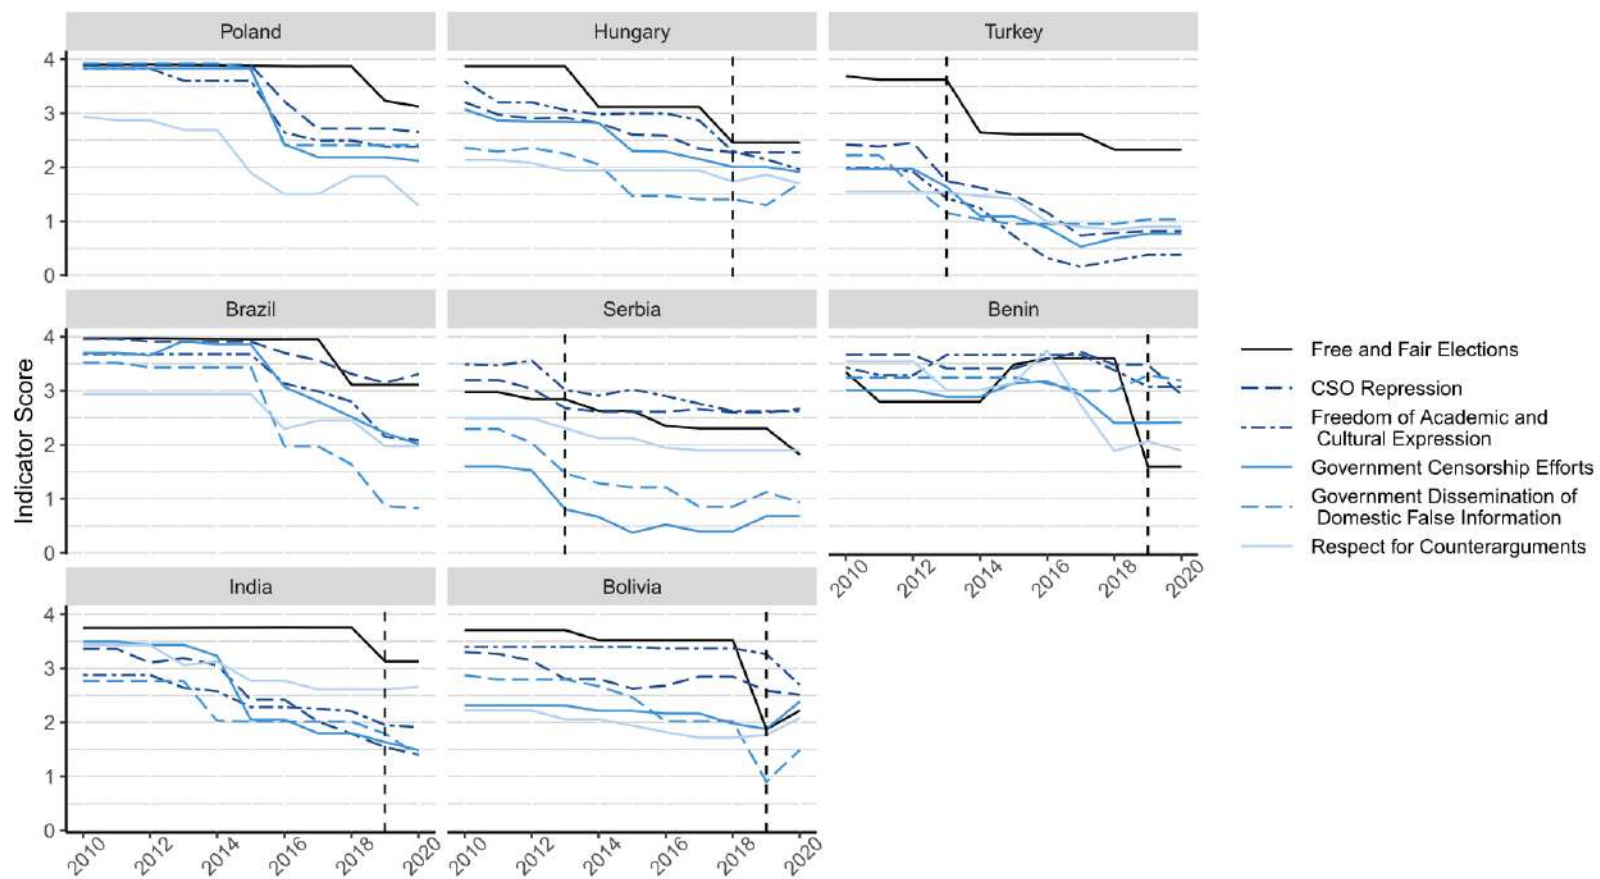 Poland
Hungary
Turkey
4
3
2
1
0
Brazil
Serbia
Benin
4
3
2
1
0
2010
2012
2014
2016
2018
2020
India
Bolivia
4
3
2
1
0
2010
2012
2014
2016
2018
2020
2010
2012
2014
2016
2018
2020
Indicator Score
Free and Fair Elections
CSO Repression
Freedom of Academic and
Cultural Expression
Government Censorship Efforts
Government Dissemination of
Domestic False Information
Respect for Counterarguments